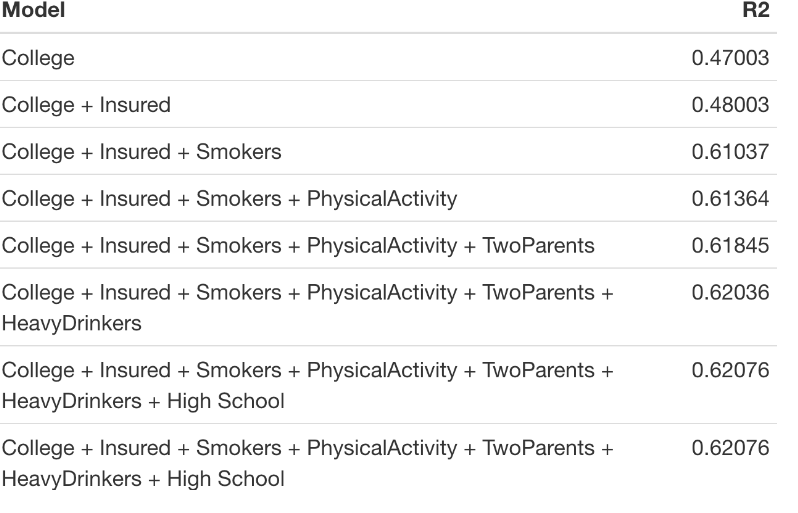 Model R2
College 0.47003
College + Insured 0.48003
College + Insured + Smokers 0.61037
College + Insured + Smokers + PhysicalActivity 0.61364
College + Insured + Smokers + PhysicalActivity + TwoParents 0.61845
College + Insured + Smokers + PhysicalActivity + TwoParents + 0.62036
HeavyDrinkers
College + Insured + Smokers + PhysicalActivity + TwoParents + 0.62076
HeavyDrinkers + High School
College + Insured + Smokers + PhysicalActivity + TwoParents + 0.62076
HeavyDrinkers + High School